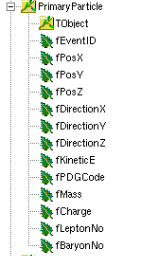 PrimaryParticle
TObject
fEventID
fPosX
fPosY
fPosZ
fDirectionX
fDirectionY
fDirectionZ
fKineticE
fPDGCode
fMass
fCharge
fLeptonNo
fBaryonNo